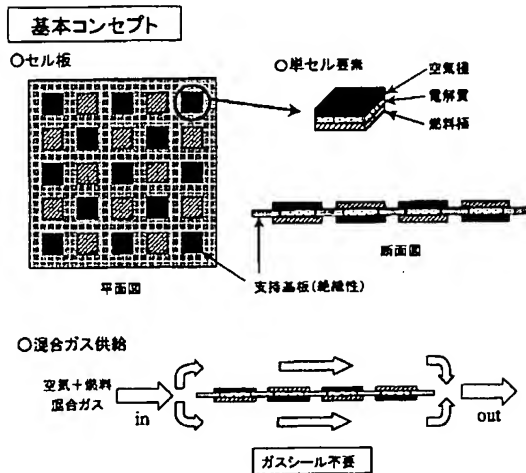 基本コンセプト
○セル板
○単セル要素
空気極
電解質
燃料極
断面図
平面図
支持基板(絶縁性)
○混合ガス供給
空気+燃料
混合ガス
in
out
ガスシール不要